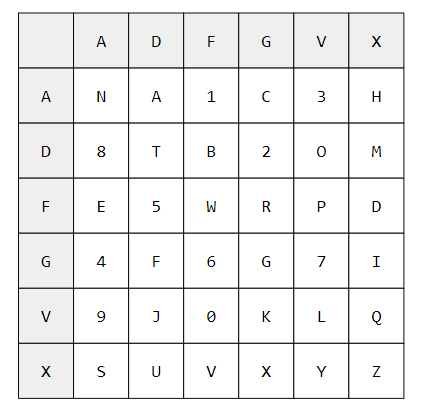 A D F G V X
A N A 1 C 3 H
D 8 T B 2 O M
F E 5 W R P D
G 4 F 6 G 7 I
V 9 J 0 K L Q
X S U V X Y Z